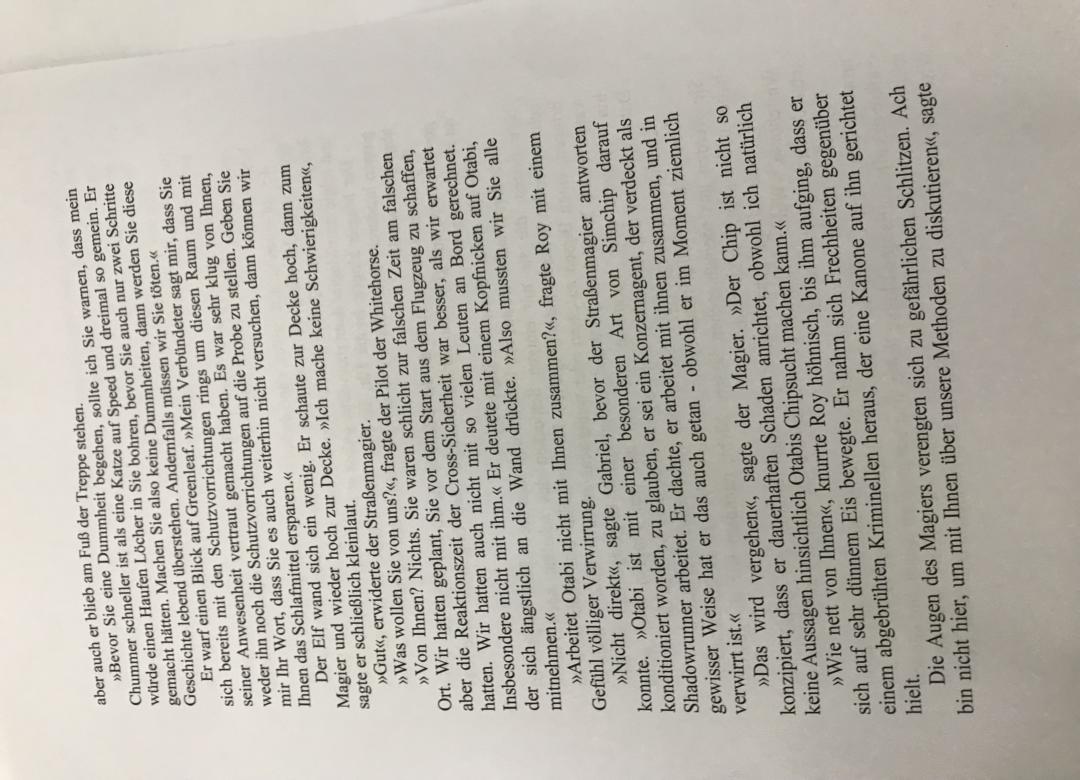 aber auch er blieb am Fuß der Treppe stehen.
»Bevor Sie eine Dummheit begehen, sollte ich Sie warnen, dass mein
Chummer schneller ist als eine Katze auf Speed und dreimal so gemein. Er
würde einen Haufen Löcher in Sie bohren, bevor Sie auch nur zwei Schritte
gemacht hätten. Machen Sie also keine Dummheiten, dann werden Sie diese
Geschichte lebend überstehen. Andernfalls müssen wir Sie töten.«
Er warf einen Blick auf Greenleaf. »Mein Verbündeter sagt mir, dass Sie
sich bereits mit den Schutzvorrichtungen rings um diesen Raum und mit
seiner Anwesenheit vertraut gemacht haben. Es war sehr klug von Ihnen,
weder ihn noch die Schutzvorrichtungen auf die Probe zu stellen. Geben Sie
mir Ihr Wort, dass Sie es auch weiterhin nicht versuchen, dann können wir
Ihnen das Schlafmittel ersparen.«
Der Elf wand sich ein wenig. Er schaute zur Decke hoch, dann zum
Magier und wieder hoch zur Decke. »Ich mache keine Schwierigkeiten«,
sagte er schließlich kleinlaut.
»Gut«, erwiderte der Straßenmagier.
»Was wollen Sie von uns?«, fragte der Pilot der Whitehorse.
»Von Ihnen? Nichts. Sie waren schlicht zur falschen Zeit am falschen
Ort. Wir hatten geplant, Sie vor dem Start aus dem Flugzeug zu schaffen,
aber die Reaktionszeit der Cross-Sicherheit war besser, als wir erwartet
hatten. Wir hatten auch nicht mit so vielen Leuten an Bord gerechnet.
Insbesondere nicht mit ihm.« Er deutete mit einem Kopfnicken auf Otabi,
der sich ängstlich an die Wand drückte. »Also mussten wir Sie alle
mitnehmen.«
»Arbeitet Otabi nicht mit Ihnen zusammen?«, fragte Roy mit einem
Gefühl völliger Verwirrung.
»Nicht direkt«, sagte Gabriel, bevor der Straßenmagier antworten
konnte. »Otabi ist mit einer besonderen Art von Simchip darauf
konditioniert worden, zu glauben, er sei ein Konzernagent, der verdeckt als
Shadowrunner arbeitet. Er dachte, er arbeitet mit ihnen zusammen, und in
gewisser Weise hat er das auch getan - obwohl er im Moment ziemlich
verwirrt ist.«
»Das wird vergehen«, sagte der Magier. »Der Chip ist nicht so
konzipiert, dass er dauerhaften Schaden anrichtet, obwohl ich natürlich
keine Aussagen hinsichtlich Otabis Chipsucht machen kann.«
»Wie nett von Ihnen«, knurrte Roy höhnisch, bis ihm aufging, dass er
sich auf sehr dünnem Eis bewegte. Er nahm sich Frechheiten gegenüber
einem abgebrühten Kriminellen heraus, der eine Kanone auf ihn gerichtet
hielt.
Die Augen des Magiers verengten sich zu gefährlichen Schlitzen. Ach
bin nicht hier, um mit Ihnen über unsere Methoden zu diskutieren«, sagte